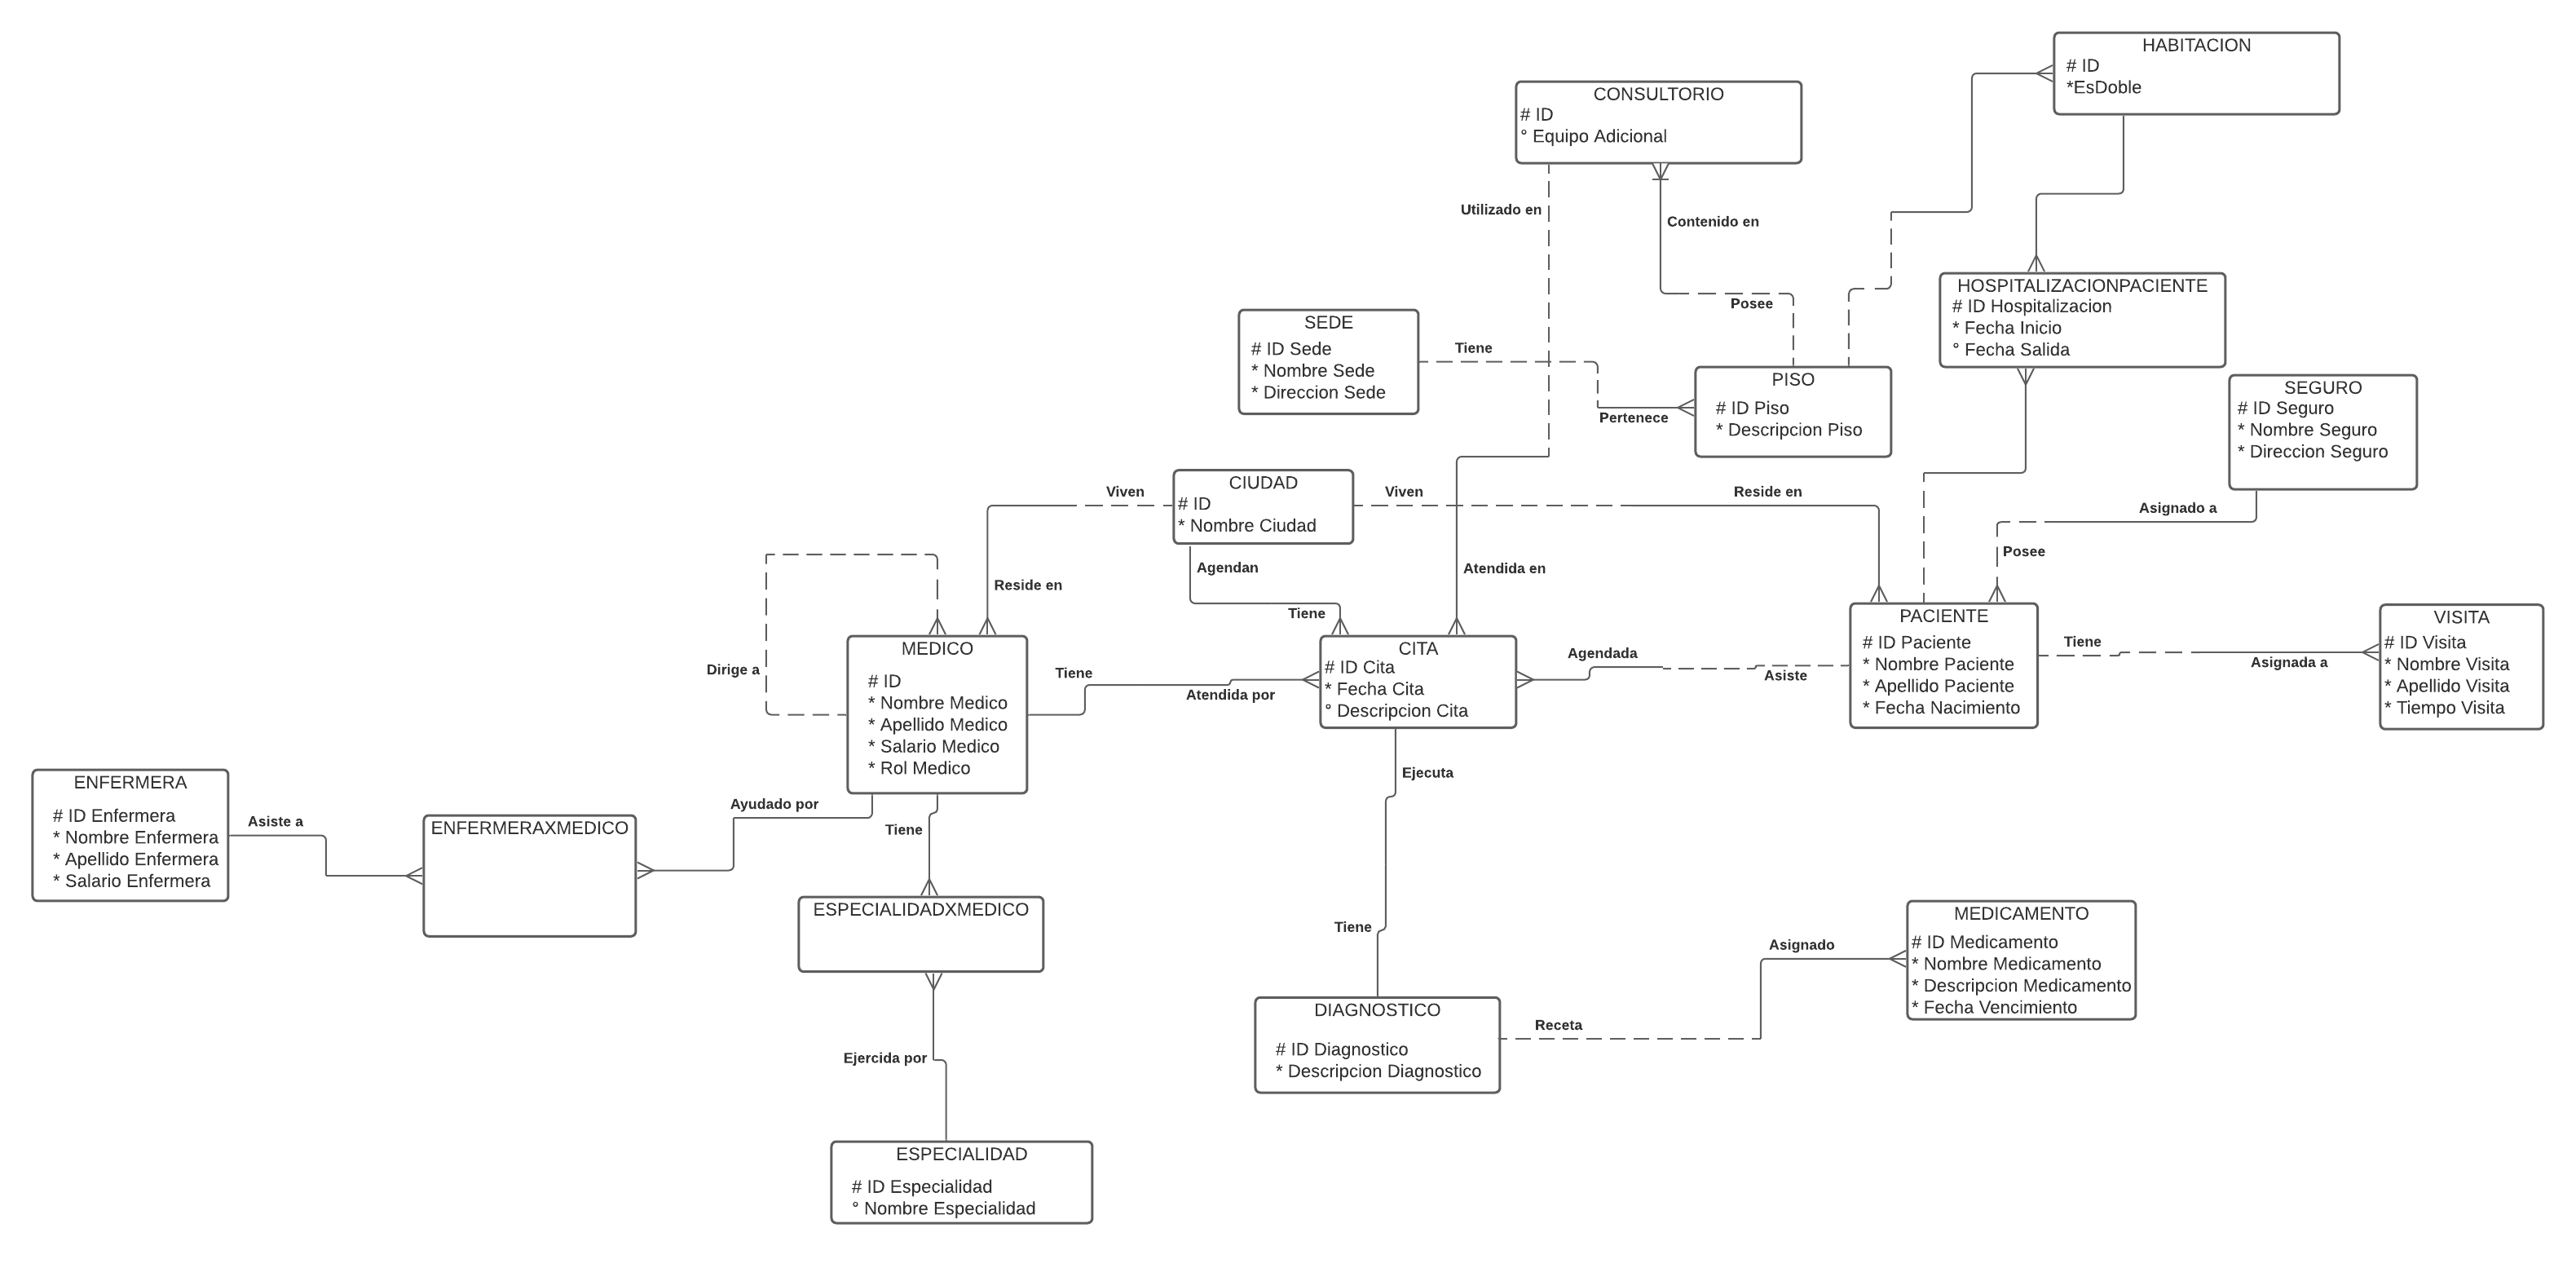 HABITACION
# ID
*EsDoble
CONSULTORIO
# ID
° Equipo Adicional
Utilizado en
Contenido en
Posee
HOSPITALIZACIONPACIENTE
# ID Hospitalizacion
* Fecha Inicio
° Fecha Salida
SEDE
# ID Sede
* Nombre Sede
* Direccion Sede
Tiene
Pertenece
PISO
# ID Piso
* Descripcion Piso
SEGURO
# ID Seguro
* Nombre Seguro
* Direccion Seguro
CIUDAD
# ID
* Nombre Ciudad
Viven
Viven
Reside en
Asignado a
Posee
Agendan
Atendida en
Reside en
Tiene
Dirige a
MEDICO
# ID
* Nombre Medico
* Apellido Medico
* Salario Medico
* Rol Medico
Tiene
Atendida por
CITA
# ID Cita
* Fecha Cita
° Descripcion Cita
Agendada
Asiste
PACIENTE
# ID Paciente
* Nombre Paciente
* Apellido Paciente
* Fecha Nacimiento
Tiene
Asignada a
VISITA
# ID Visita
* Nombre Visita
* Apellido Visita
* Tiempo Visita
ENFERMERA
# ID Enfermera
* Nombre Enfermera
* Apellido Enfermera
* Salario Enfermera
Asiste a
ENFERMERAXMEDICO
Ayudado por
Tiene
Ejecuta
ESPECIALIDADXMEDICO
Tiene
Ejercida por
DIAGNOSTICO
# ID Diagnostico
* Descripcion Diagnostico
Receta
Asignado
MEDICAMENTO
# ID Medicamento
* Nombre Medicamento
* Descripcion Medicamento
* Fecha Vencimiento
ESPECIALIDAD
# ID Especialidad
° Nombre Especialidad